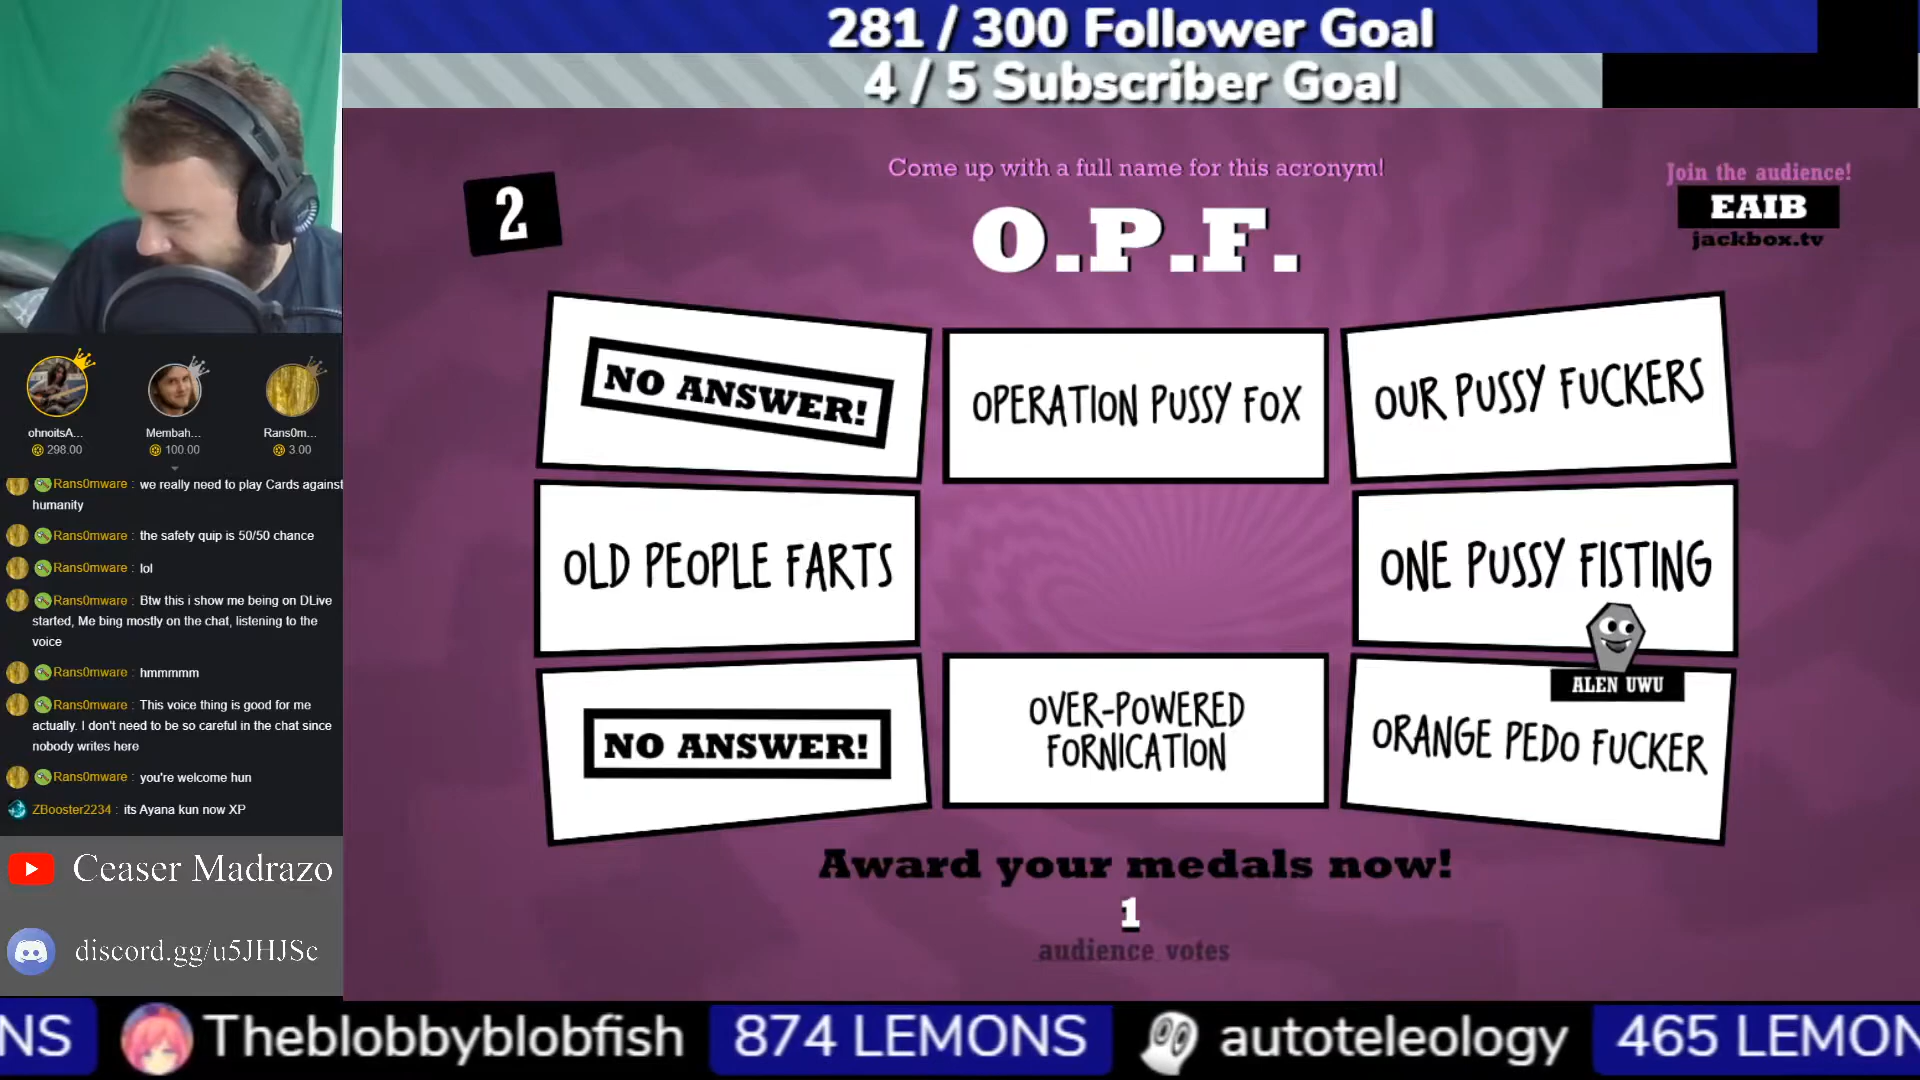 281 / 300 Follower Goal
4 / 5 Subscriber Goal
Come up with a full name for this acronym!
O.P.F.
2
Join the audience!
EAIB
jackbox.tv
NO ANSWER!
OPERATION PUSSY FOX
OUR PUSSY FUCKERS
OLD PEOPLE FARTS
ONE PUSSY FISTING
ALEN UWU
NO ANSWER!
OVER-POWERED
FORNICATION
ORANGE PEDO FUCKER
Award your medals now!
1
audience votes
ohnoitsA...
298.00
Membah...
100.00
Rans0m...
3.00
Rans0mware : we really need to play Cards against
humanity
Rans0mware : the safety quip is 50/50 chance
Rans0mware : lol
Rans0mware : Btw this i show me being on DLive
started, Me bing mostly on the chat, listening to the
voice
Rans0mware : hmmmmm
Rans0mware : This voice thing is good for me
actually. I don't need to be so careful in the chat since
nobody writes here
Rans0mware : you're welcome hun
ZBooster2234 : its Ayana kun now XP
Ceaser Madrazo
discord.gg/u5JHJSc
NS Theblobbyblobfish 874 LEMONS autoteleology 465 LEMON